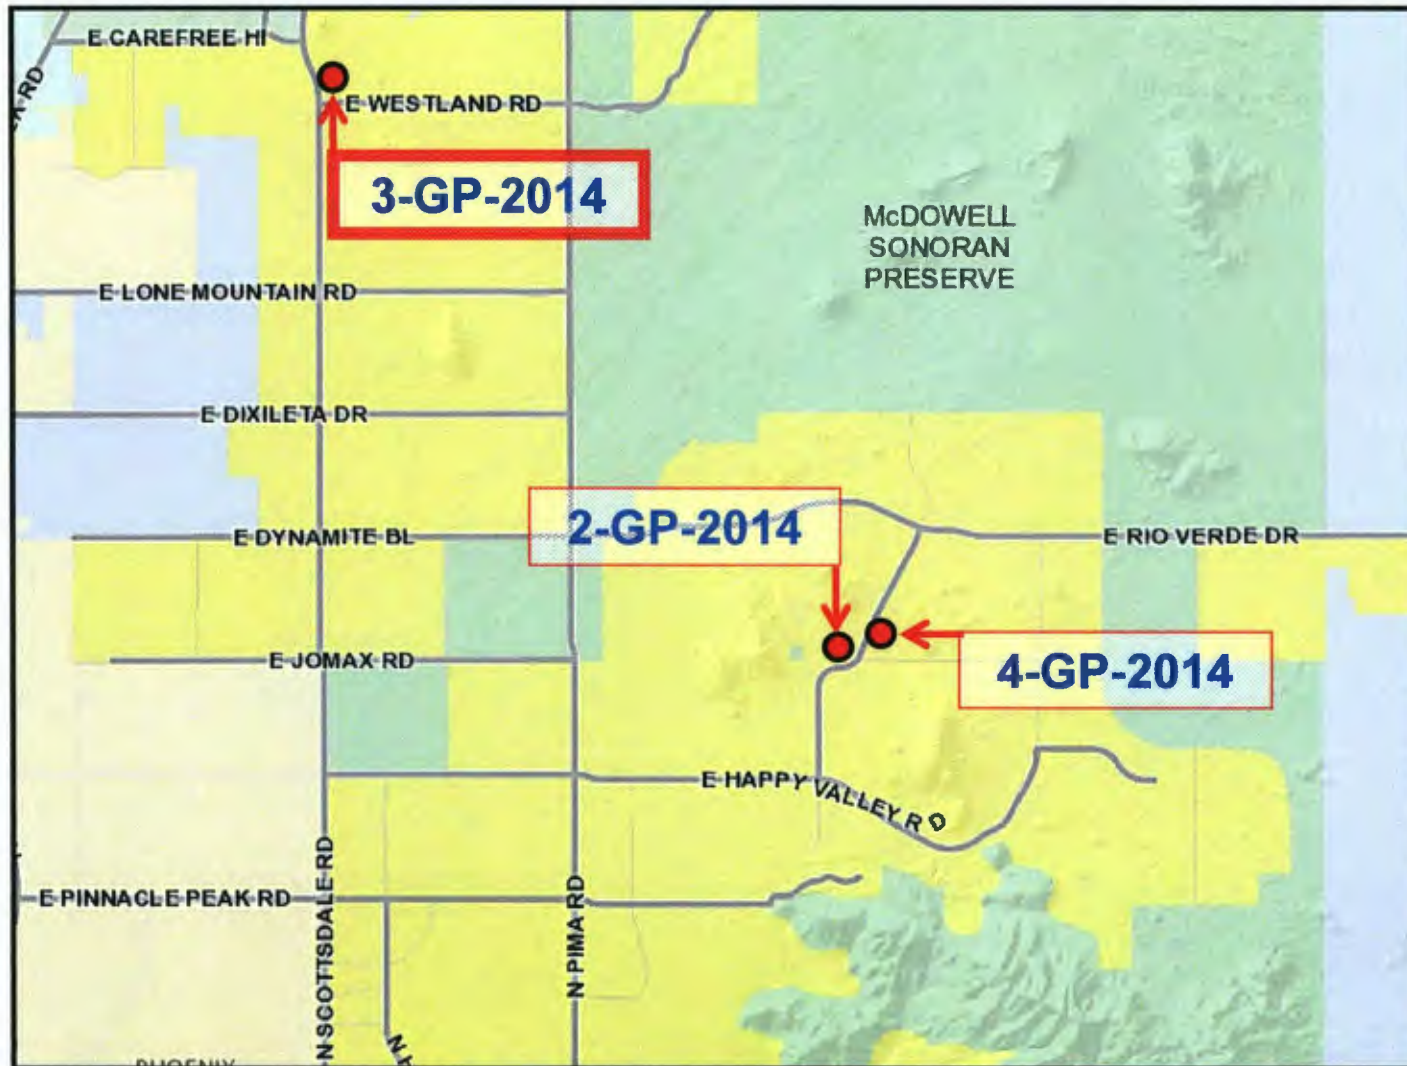 E CAREFREE HI
E WESTLAND RD
3-GP-2014
McDOWELL
SONORAN
PRESERVE
E LONE MOUNTAIN RD
E DIXILETA DR
2-GP-2014
E DYNAMITE BL
E RIO VERDE DR
E JOMAX RD
4-GP-2014
E HAPPY VALLEY RD
E PINNACLE PEAK RD
N SCOTTSDALE RD
N PIMA RD